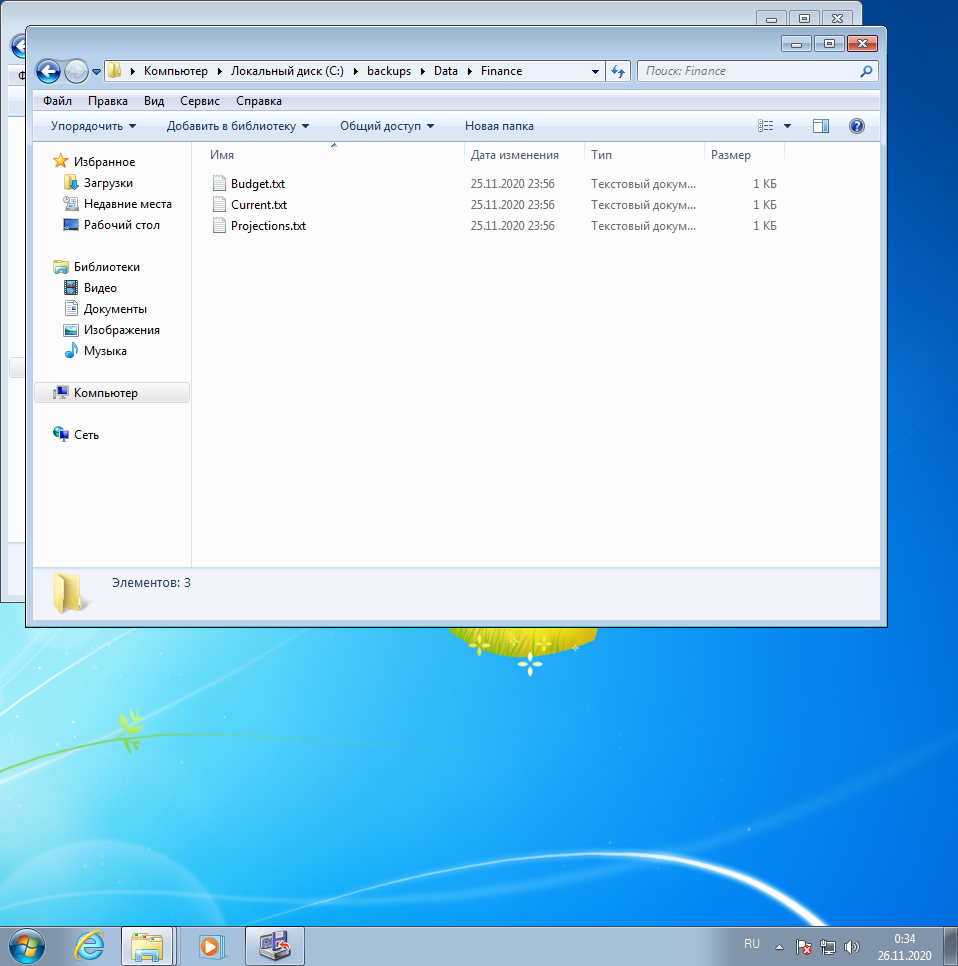 Компьютер Локальный диск (C:) backups Data Finance Поиск: Finance
Файл Правка Вид Сервис Справка
Упорядочить Добавить в библиотеку Общий доступ Новая папка
Имя Дата изменения Тип Размер
Budget.txt 25.11.2020 23:56 Текстовый докум... 1 КБ
Current.txt 25.11.2020 23:56 Текстовый докум... 1 КБ
Projections.txt 25.11.2020 23:56 Текстовый докум... 1 КБ
Избранное
Загрузки
Недавние места
Рабочий стол
Библиотеки
Видео
Документы
Изображения
Музыка
Компьютер
Сеть
Элементов: 3
RU 0:34
26.11.2020